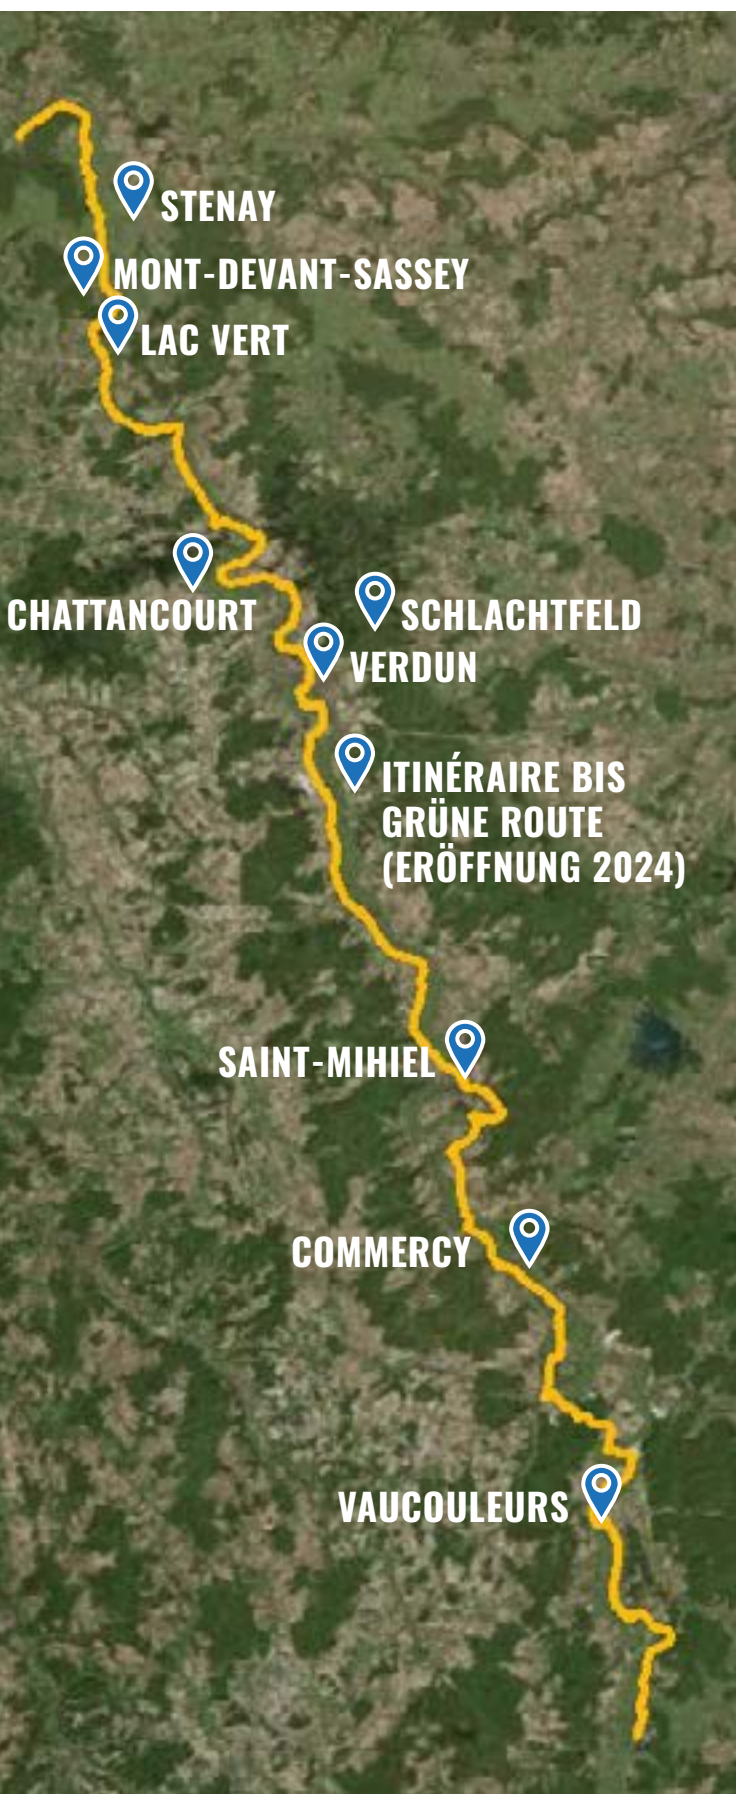 STENAY
MONT-DEVANT-SASSEY
LAC VERT
CHATTANCOURT
SCHLACHTFELD
VERDUN
ITINÉRAIRE BIS
GRÜNE ROUTE
(ERÖFFNUNG 2024)
SAINT-MIHIEL
COMMERCY
VAUCOULEURS